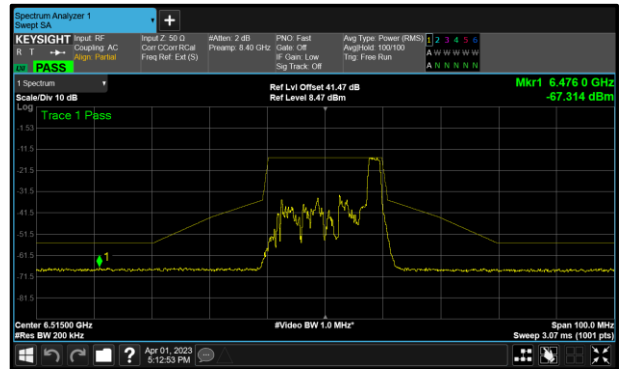 Spectrum Analyzer 1
Swept SA
+
KEYSIGHT
R T
LXI PASS
Input: RF
Coupling: AC
Align: Partial
Input Z: 50 Ω
Corr CCorr RCal
Freq Ref: Ext (S)
#Atten: 2 dB
Preamp: 8.40 GHz
PNO: Fast
Gate: Off
IF Gain: Low
Sig Track: Off
Avg Type: Power (RMS)
Avg|Hold: 100/100
Trig: Free Run
1 2 3 4 5 6
A W W W W W
A N N N N N
1 Spectrum
Scale/Div 10 dB
Ref Lvl Offset 41.47 dB
Ref Level 8.47 dBm
Mkr1 6.476 0 GHz
-67.314 dBm
Log
Trace 1 Pass
-1.53
-11.5
-21.5
-31.5
-41.5
-51.5
-61.5
-71.5
-81.5
1
Center 6.51500 GHz
#Res BW 200 kHz
#Video BW 1.0 MHz*
Span 100.0 MHz
Sweep 3.07 ms (1001 pts)
?
Apr 01, 2023
5:12:53 PM